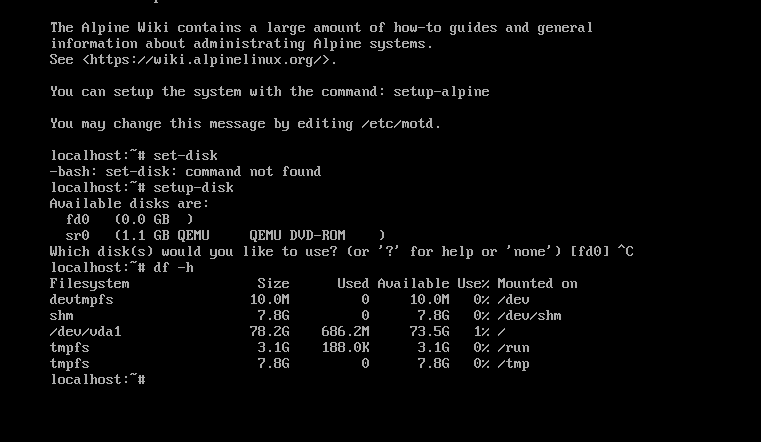 The Alpine Wiki contains a large amount of how-to guides and general
information about administrating Alpine systems.
See <https://wiki.alpinelinux.org/>.
You can setup the system with the command: setup-alpine
You may change this message by editing /etc/motd.
localhost:~# set-disk
-bash: set-disk: command not found
localhost:~# setup-disk
Available disks are:
  fd0   (0.0 GB  )
  sr0   (1.1 GB QEMU     QEMU DVD-ROM    )
Which disk(s) would you like to use? (or '?' for help or 'none') [fd0] ^C
localhost:~# df -h
Filesystem                Size      Used Available Use% Mounted on
devtmpfs                 10.0M         0     10.0M   0% /dev
shm                       7.8G         0      7.8G   0% /dev/shm
/dev/vda1                78.2G    686.2M     73.5G   1% /
tmpfs                     3.1G    188.0K      3.1G   0% /run
tmpfs                     7.8G         0      7.8G   0% /tmp
localhost:~#